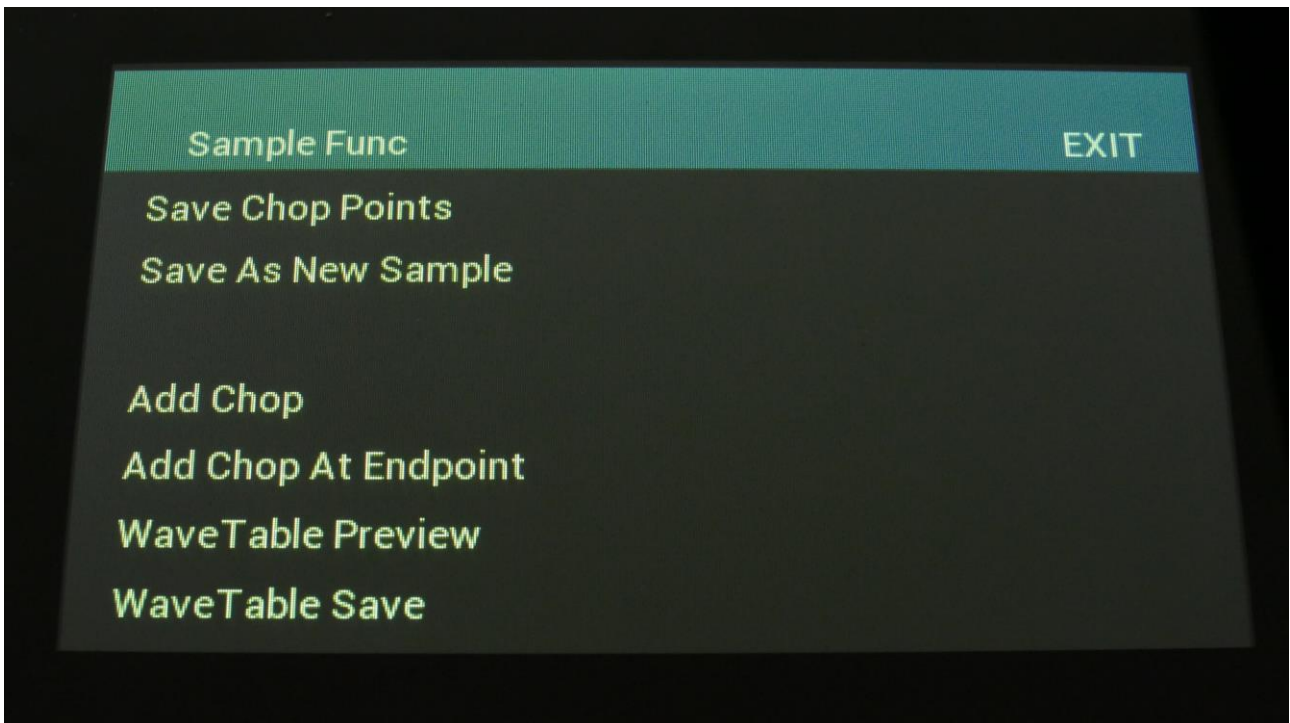 Sample Func EXIT
Save Chop Points
Save As New Sample
Add Chop
Add Chop At Endpoint
WaveTable Preview
WaveTable Save